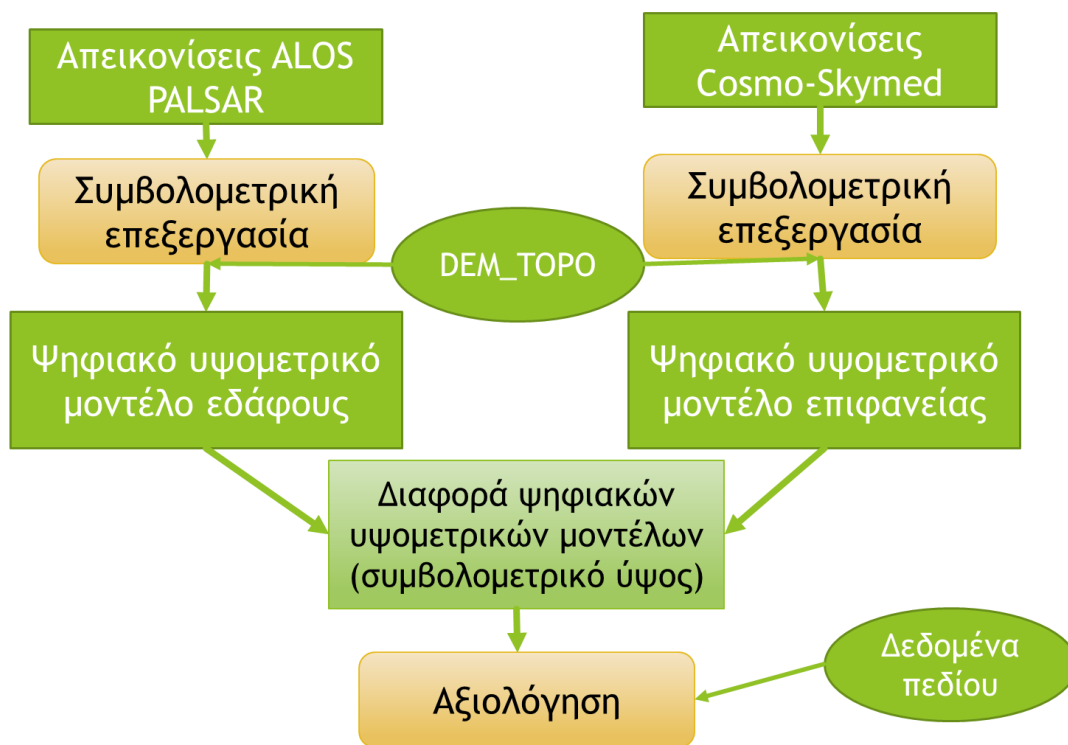 Απεικονίσεις ALOS
PALSAR
Απεικονίσεις
Cosmo-Skymed
Συμβολομετρική
επεξεργασία
Συμβολομετρική
επεξεργασία
DEM_TOPO
Ψηφιακό υψομετρικό
μοντέλο εδάφους
Ψηφιακό υψομετρικό
μοντέλο επιφανείας
Διαφορά ψηφιακών
υψομετρικών μοντέλων
(συμβολομετρικό ύψος)
Δεδομένα
πεδίου
Αξιολόγηση